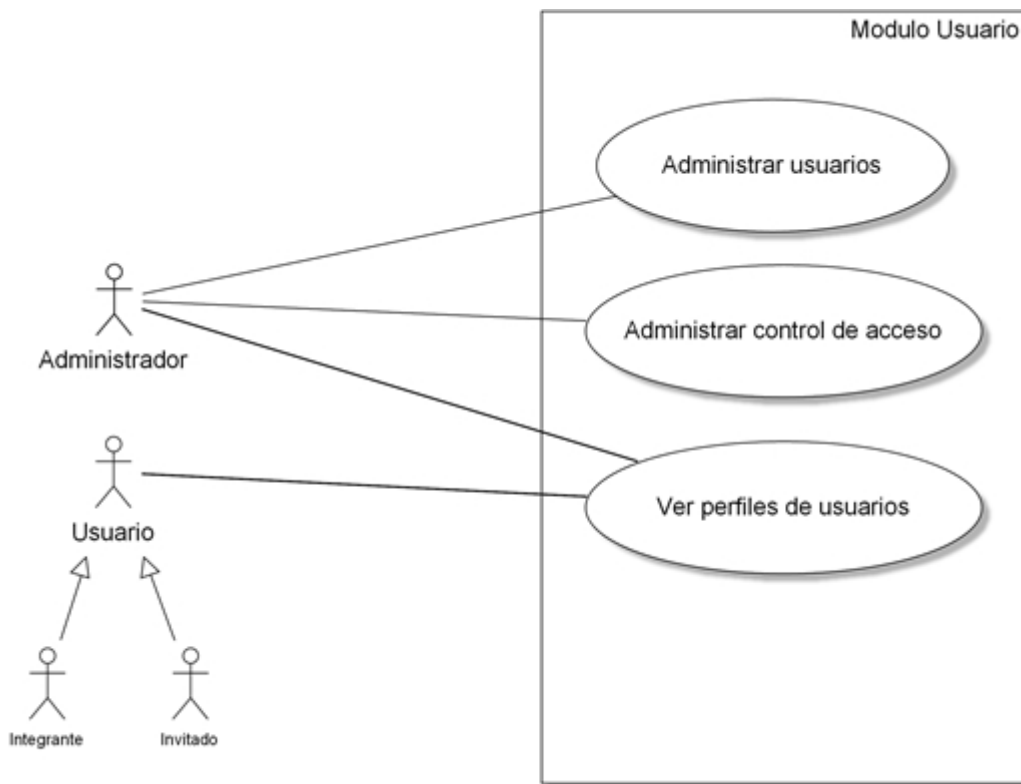 Modulo Usuario
Administrar usuarios
Administrar control de acceso
Administrador
Ver perfiles de usuarios
Usuario
Integrante
Invitado